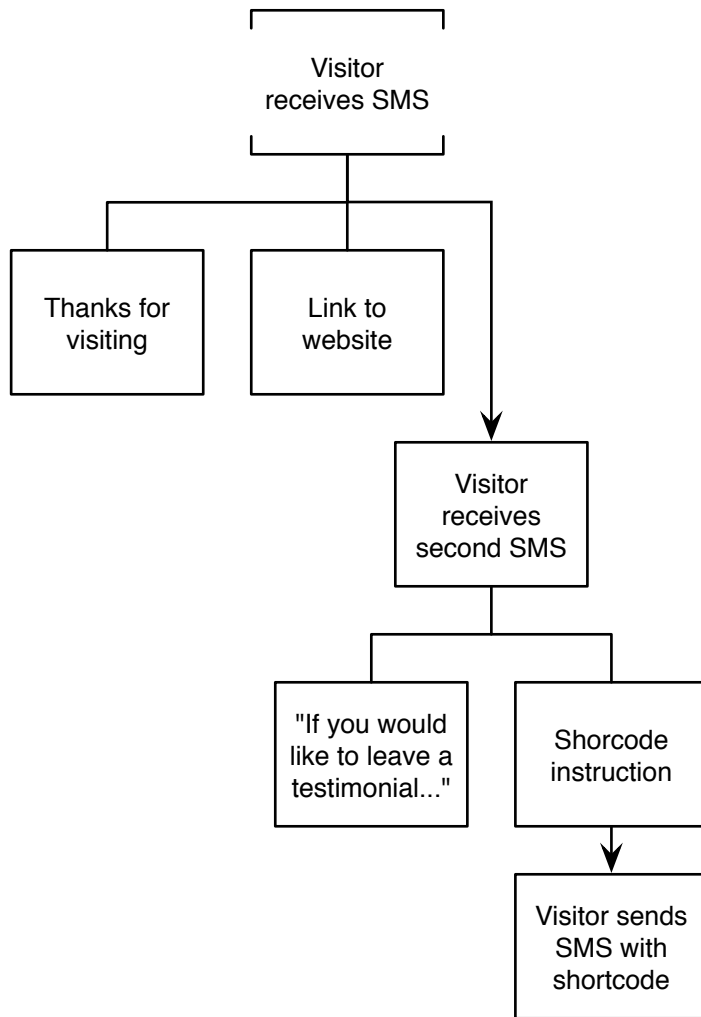 Visitor
receives SMS
Thanks for
visiting
Link to
website
Visitor
receives
second SMS
"If you would
like to leave a
testimonial..."
Shorcode
instruction
Visitor sends
SMS with
shortcode